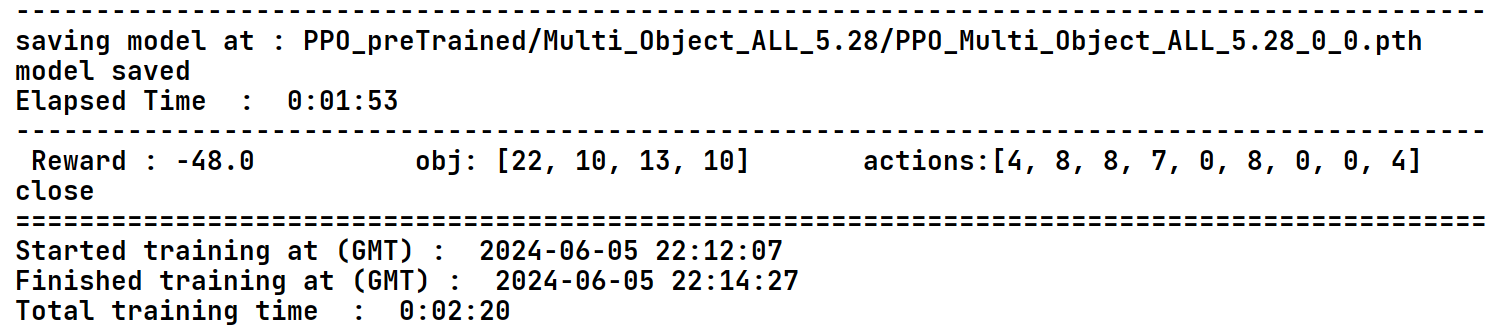 --------------------------------------------------------------------------------------------
saving model at : PPO_preTrained/Multi_Object_ALL_5.28/PPO_Multi_Object_ALL_5.28_0_0.pth
model saved
Elapsed Time  :  0:01:53
--------------------------------------------------------------------------------------------
 Reward : -48.0          obj: [22, 10, 13, 10]       actions:[4, 8, 8, 7, 0, 8, 0, 0, 4]
close
============================================================================================
Started training at (GMT) :  2024-06-05 22:12:07
Finished training at (GMT) :  2024-06-05 22:14:27
Total training time  :  0:02:20